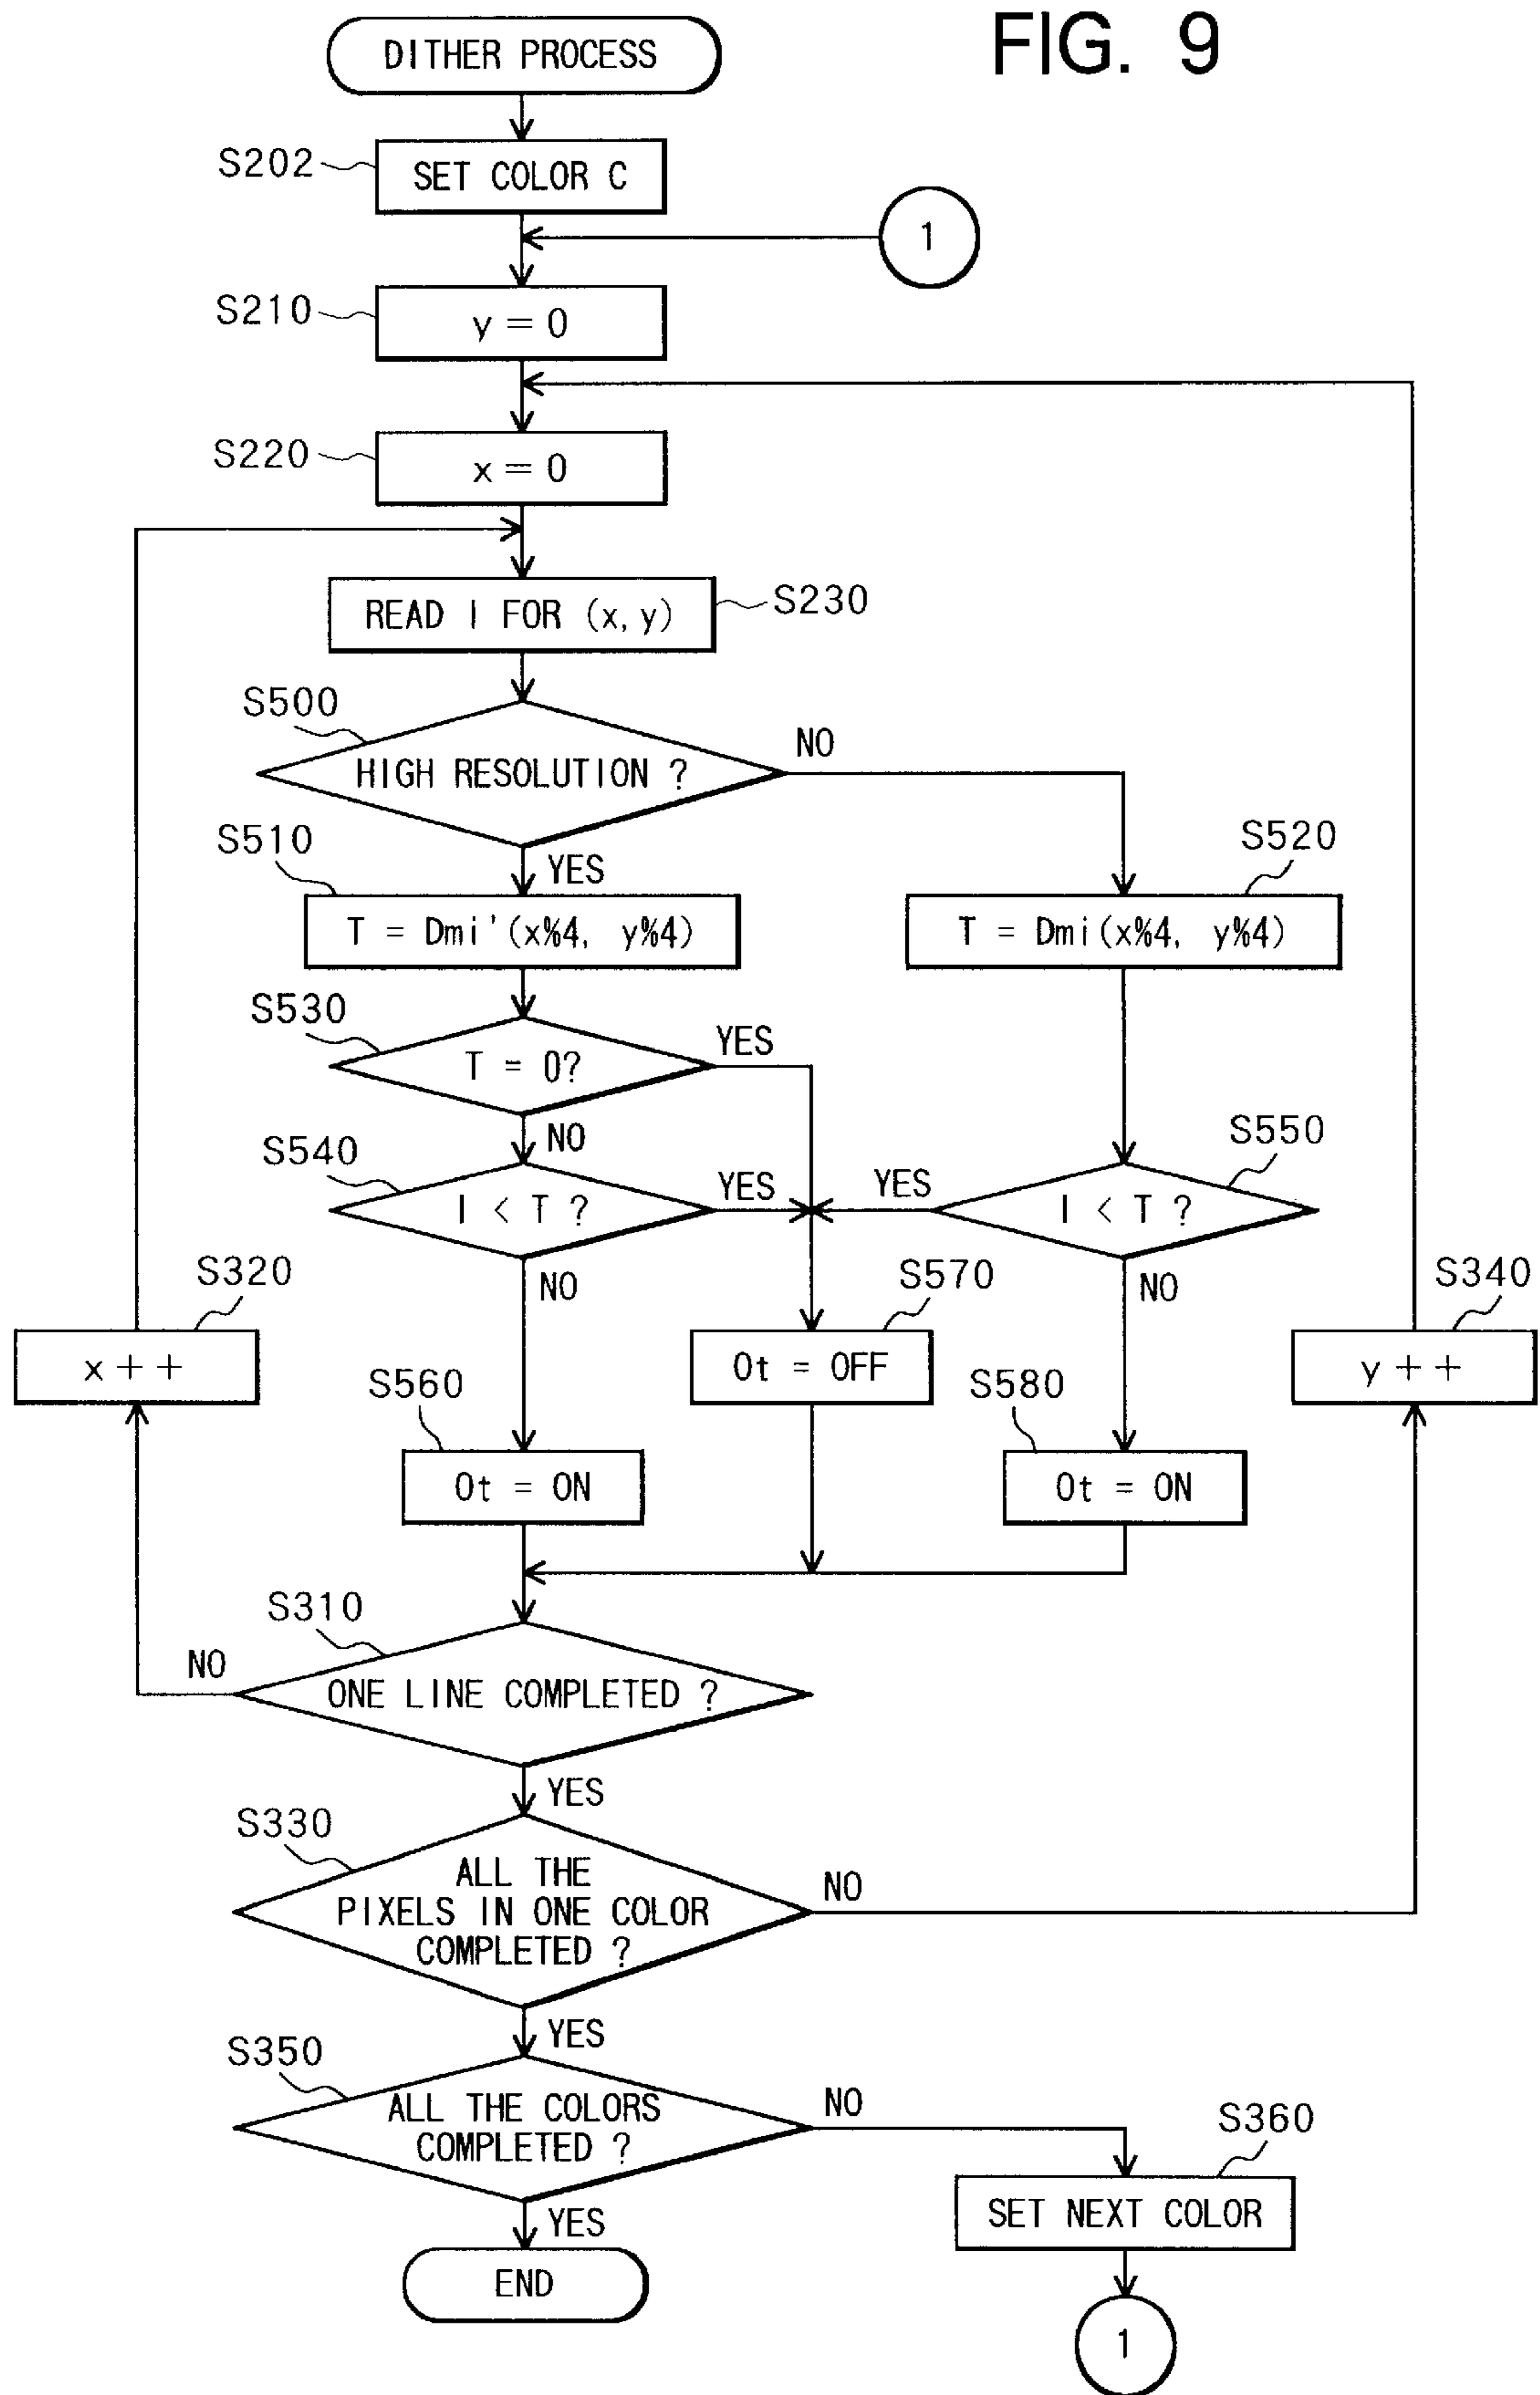 FIG. 9
DITHER PROCESS
S202
SET COLOR C
1
S210
y = 0
S220
x = 0
READ I FOR (x, y)
S230
S500
HIGH RESOLUTION ?
NO
YES
S510
T = Dmi'(x%4, y%4)
S520
T = Dmi(x%4, y%4)
S530
T = 0?
YES
NO
S540
I < T ?
YES
NO
S550
I < T ?
YES
NO
S320
x + +
S560
Ot = ON
S570
Ot = OFF
S580
Ot = ON
S340
y + +
S310
ONE LINE COMPLETED ?
NO
YES
S330
ALL THE
PIXELS IN ONE COLOR
COMPLETED ?
NO
YES
S350
ALL THE COLORS
COMPLETED ?
NO
YES
S360
SET NEXT COLOR
END
1